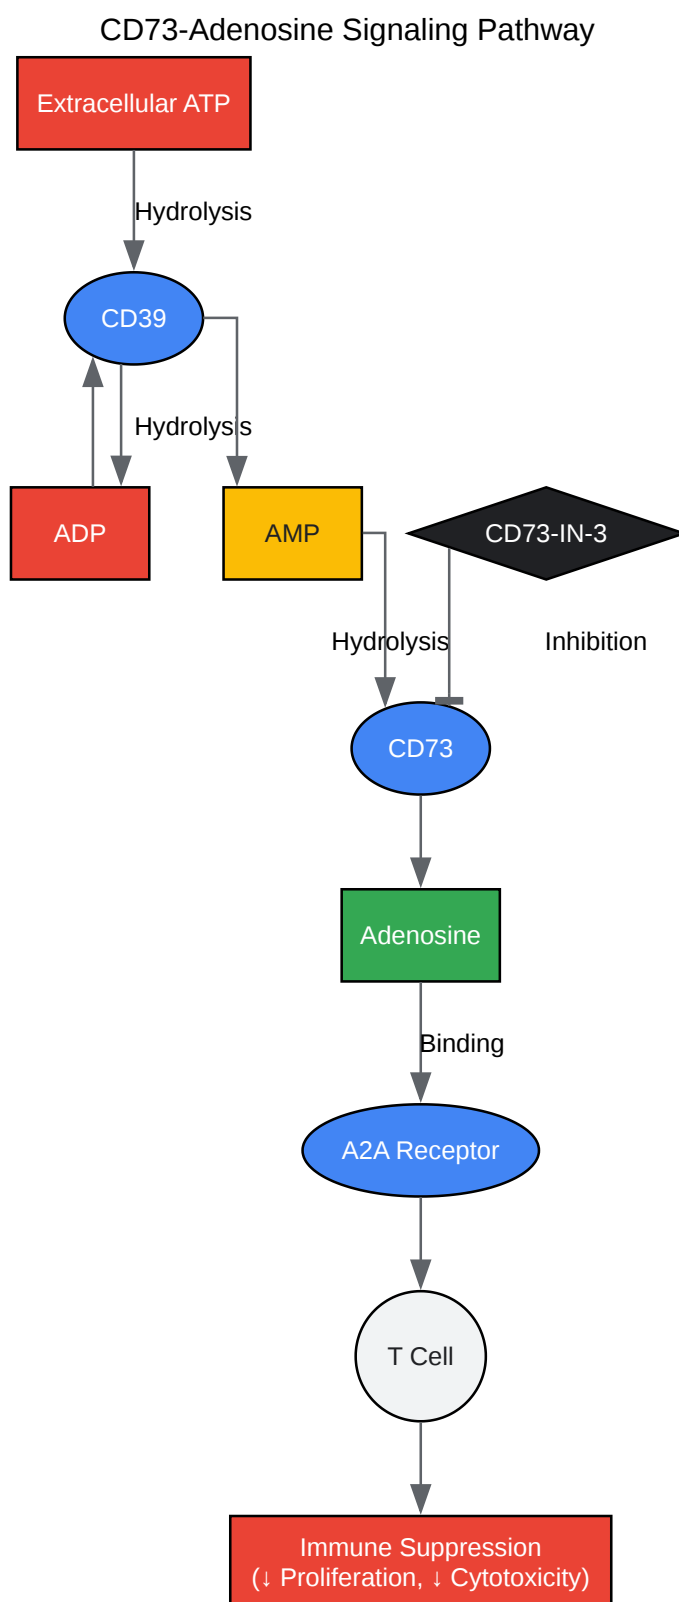 CD73-Adenosine Signaling Pathway
Extracellular ATP
Hydrolysis
CD39
Hydrolysis
ADP
AMP
CD73-IN-3
Hydrolysis
Inhibition
CD73
Adenosine
Binding
A2A Receptor
T Cell
Immune Suppression
(↓ Proliferation, ↓ Cytotoxicity)